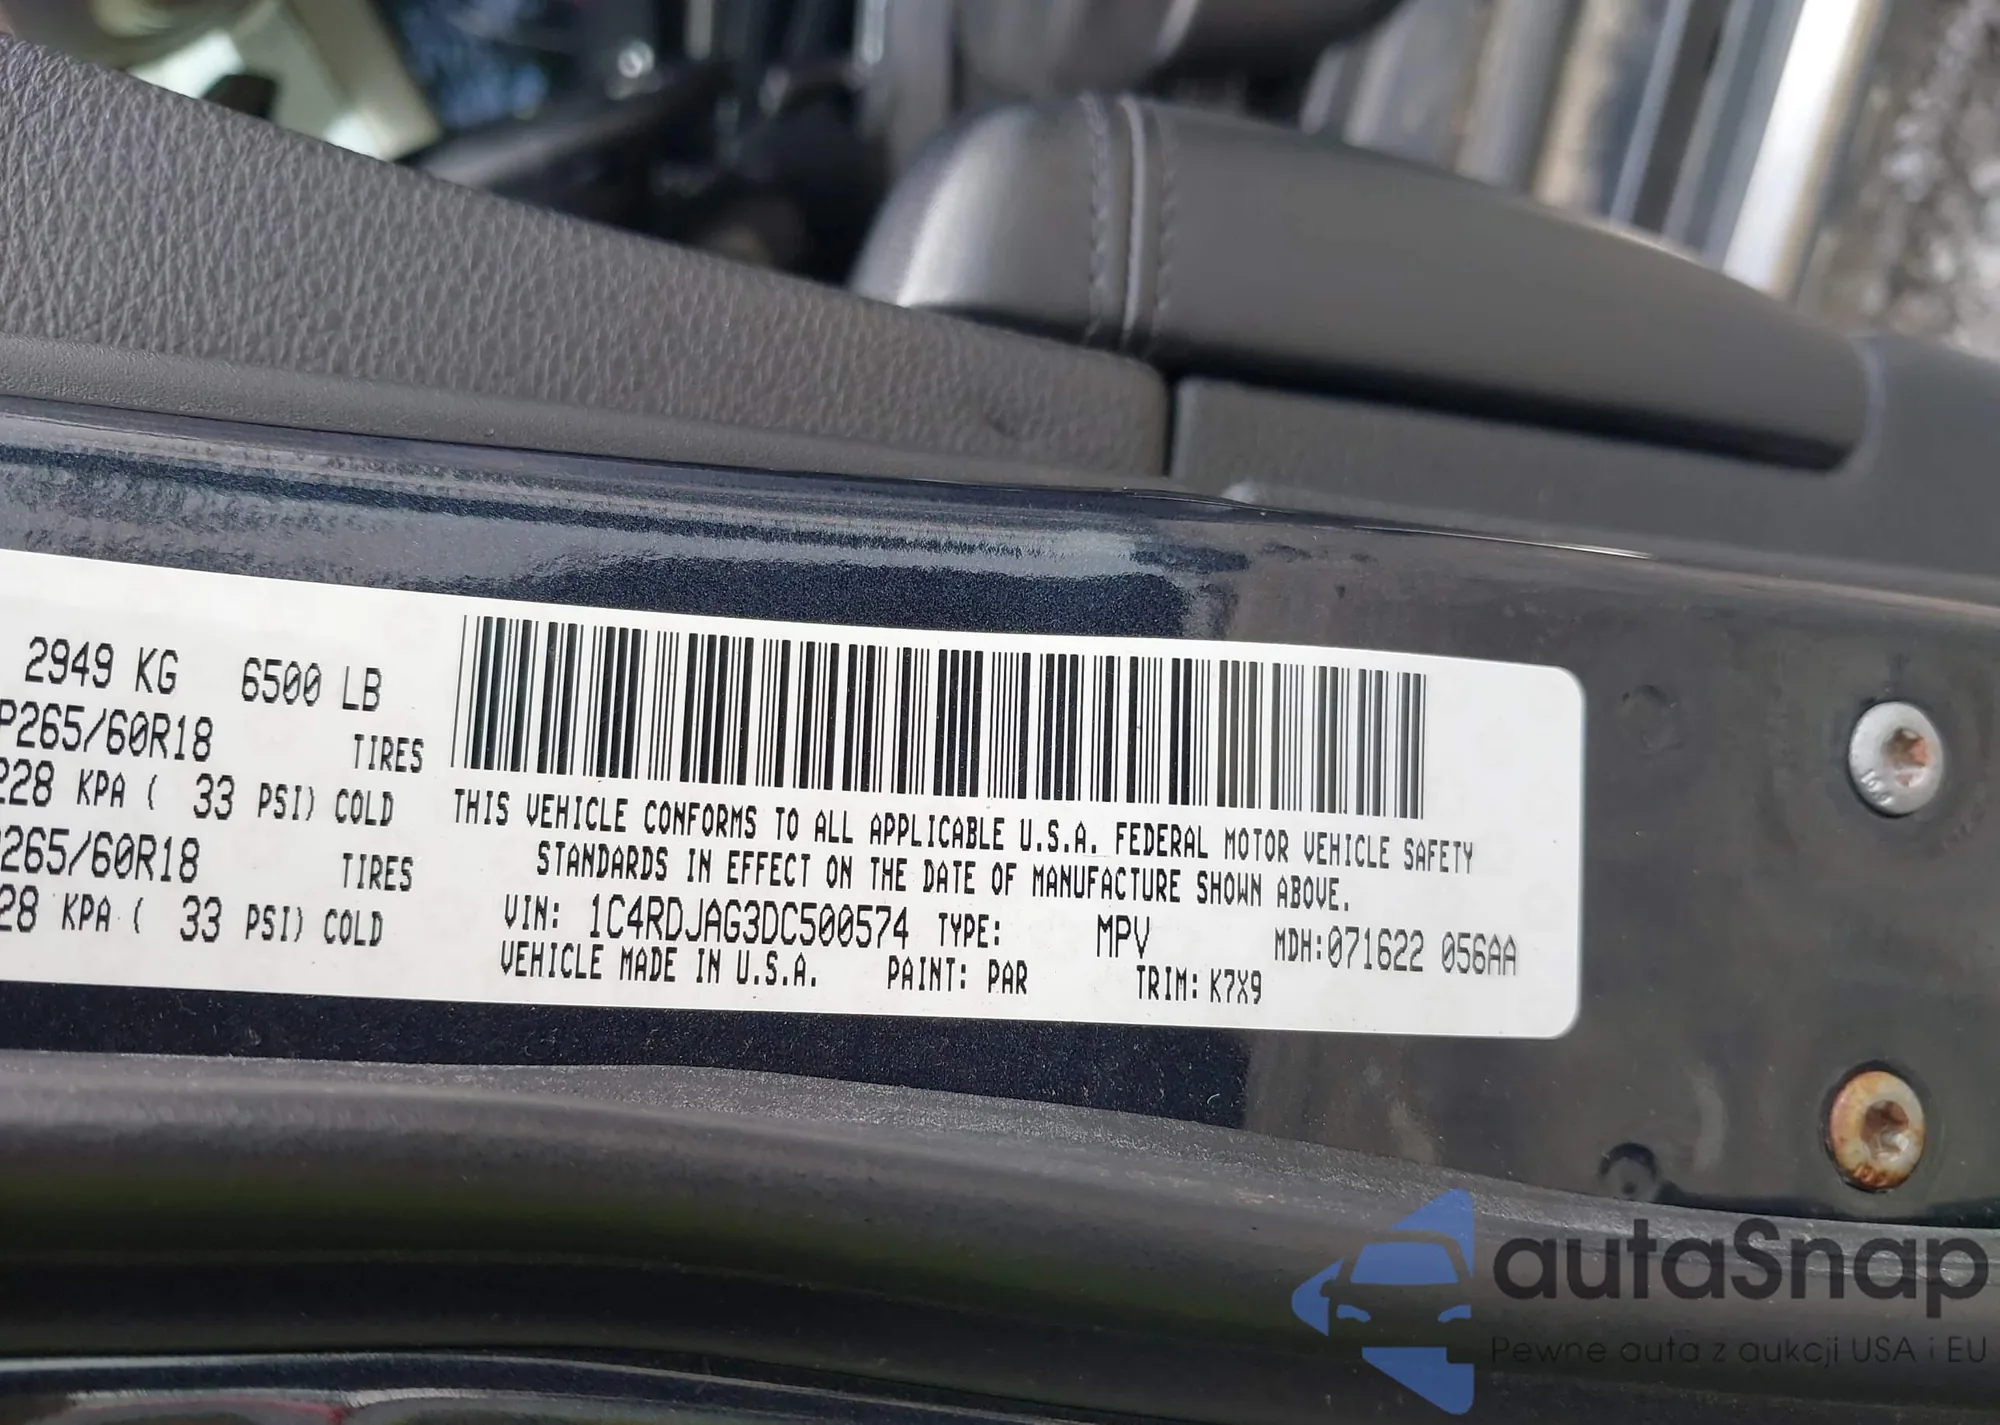 2949 KG 6500 LB
P265/60R18 TIRES
228 KPA ( 33 PSI) COLD
265/60R18 TIRES
28 KPA ( 33 PSI) COLD
THIS VEHICLE CONFORMS TO ALL APPLICABLE U.S.A. FEDERAL MOTOR VEHICLE SAFETY
STANDARDS IN EFFECT ON THE DATE OF MANUFACTURE SHOWN ABOVE.
VIN: 1C4RDJAG3DC500574 TYPE: MPV MDH:071622 056AA
VEHICLE MADE IN U.S.A. PAINT: PAR TRIM: K7X9
autaSnap
Pewne auta z aukcji USA i EU